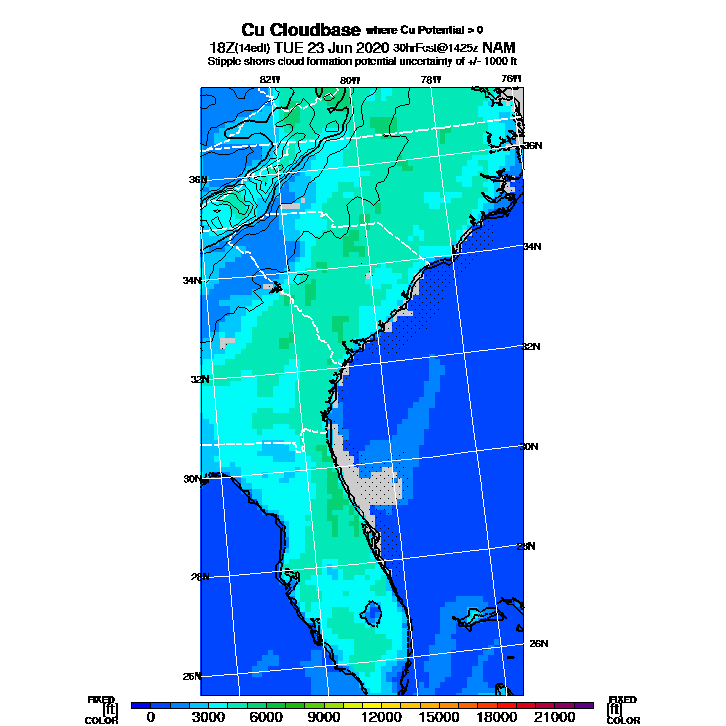 Cu Cloudbase where Cu Potential > 0
18Z(14edt) TUE 23 Jun 2020 30hrFcst@1425z NAM
Stipple shows cloud formation potential uncertainty of +/- 1000 ft
82W 80W 78W 76W
36N 36N
34N 34N
32N 32N
30N 30N
28N 28N
26N 26N
FIXED FIXED
[ft] [ft]
COLOR COLOR
0 3000 6000 9000 12000 15000 18000 21000